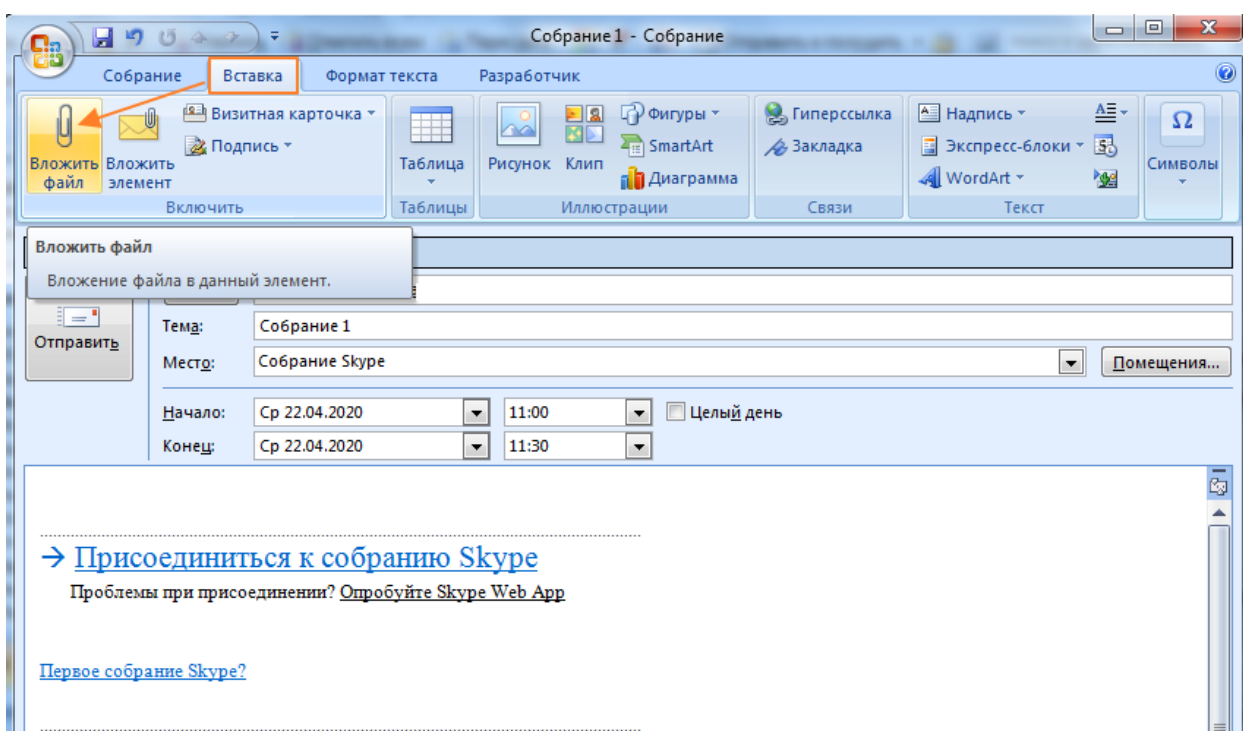 Собрание1 - Собрание
Собрание Вставка Формат текста Разработчик
Вложить файл
Вложить элемент
Визитная карточка
Подпись
Включить
Таблица
Таблицы
Рисунок
Клип
Фигуры
SmartArt
Диаграмма
Иллюстрации
Гиперссылка
Закладка
Связи
Надпись
Экспресс-блоки
WordArt
Текст
Ω
Символы
Вложить файл
Вложение файла в данный элемент.
Отправить
Тема: Собрание 1
Место: Собрание Skype Помещения...
Начало: Ср 22.04.2020 11:00 Целый день
Конец: Ср 22.04.2020 11:30
→ Присоединиться к собранию Skype
Проблемы при присоединении? Опробуйте Skype Web App
Первое собрание Skype?